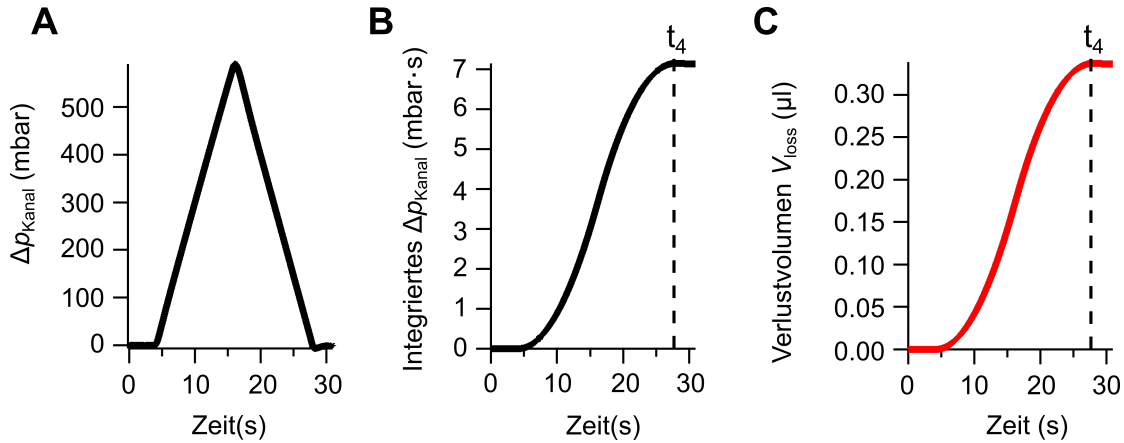 A
Δp_Kanal (mbar)
500
400
300
200
100
0
0 10 20 30
Zeit(s)
B
Integriertes Δp_Kanal (mbar·s)
t_4
7
6
5
4
3
2
1
0
0 10 20 30
Zeit(s)
C
Verlustvolumen V_loss (µl)
t_4
0.30
0.25
0.20
0.15
0.10
0.05
0.00
0 10 20 30
Zeit (s)